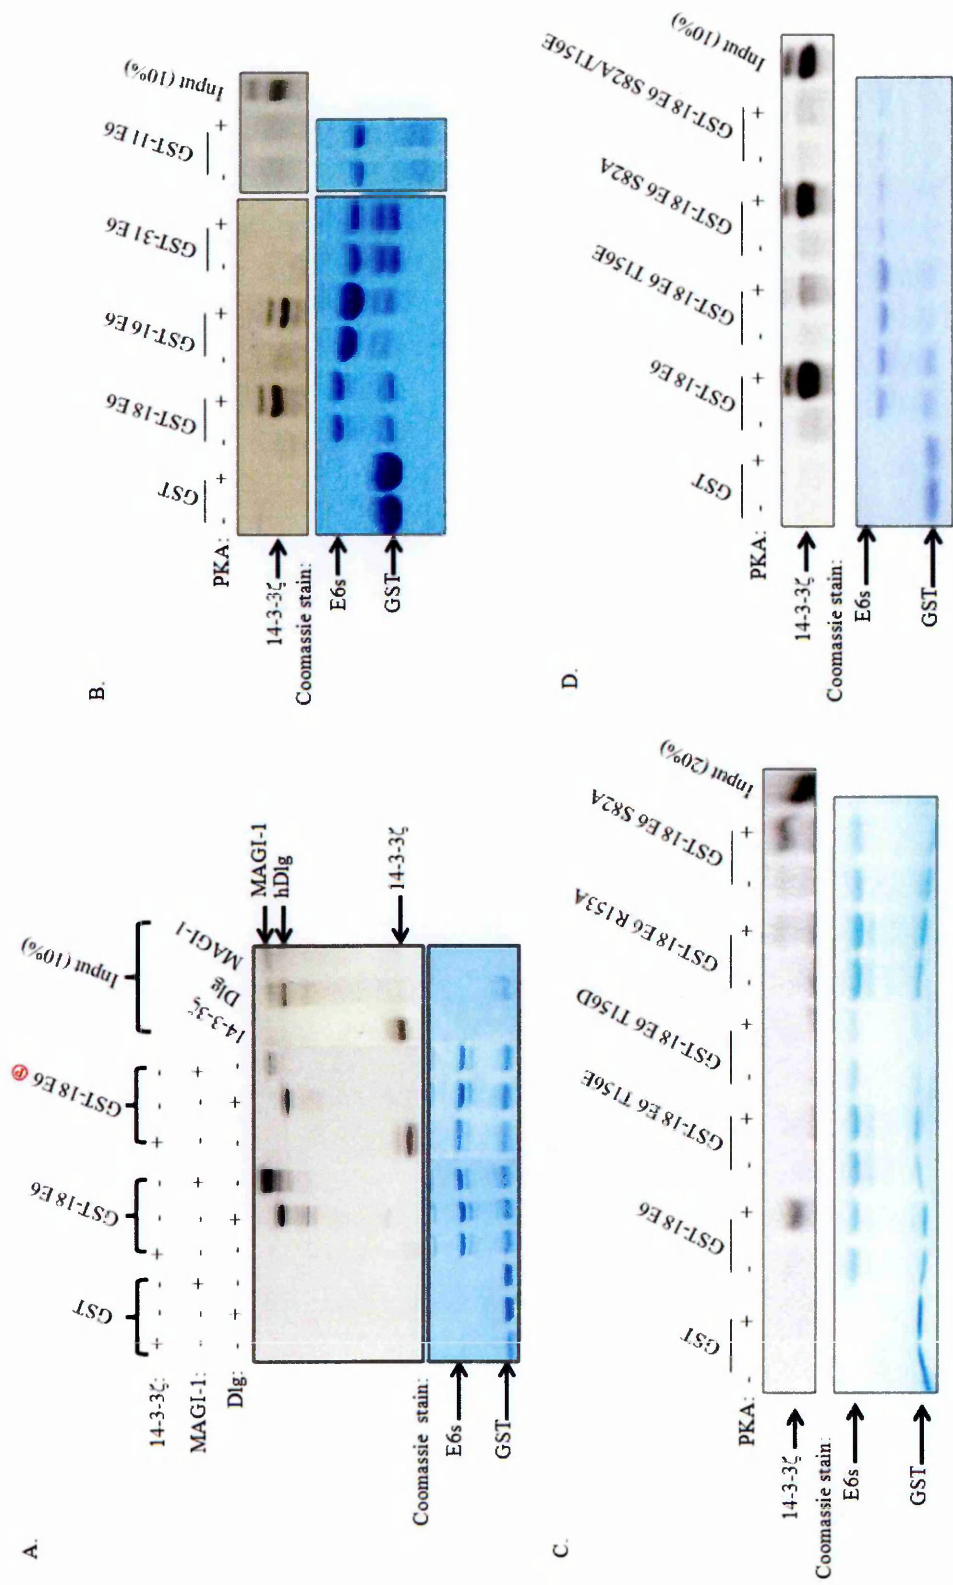 A.
14-3-3ζ: + - - + - - + - -
MAGI-1: - - + - - + - - +
Dlg: - + - - + - - + -
GST
GST-18 E6
GST-18 E6 P
Input (10%)
14-3-3ζ
Dlg
MAGI-1
MAGI-1
hDlg
14-3-3ζ
Coomassie stain:
E6s
GST
B.
GST
GST-18 E6
GST-16 E6
GST-31 E6
GST-11 E6
Input (10%)
PKA: - + - + - + - + - +
14-3-3ζ
Coomassie stain:
E6s
GST
C.
GST
GST-18 E6
GST-18 E6 T156E
GST-18 E6 T156D
GST-18 E6 R153A
GST-18 E6 S82A
Input (20%)
PKA: - + - + - + - + - + - +
14-3-3ζ
Coomassie stain:
E6s
GST
D.
GST
GST-18 E6
GST-18 E6 T156E
GST-18 E6 S82A
GST-18 E6 S82A/T156E
Input (10%)
PKA: - + - + - + - + - +
14-3-3ζ
Coomassie stain:
E6s
GST